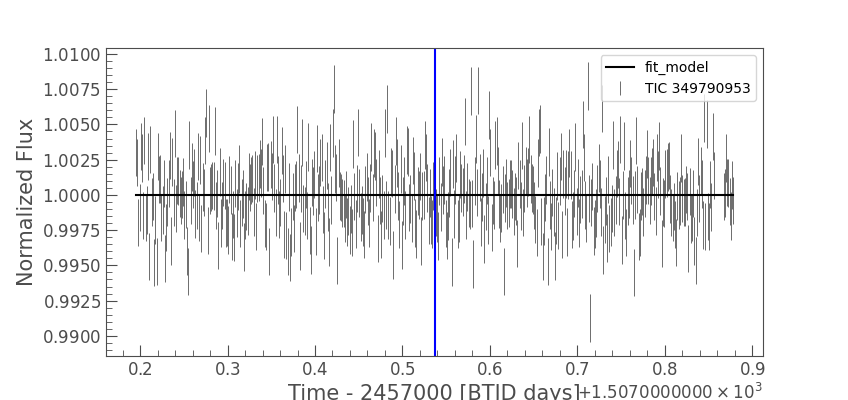 1.0100
1.0075
1.0050
1.0025
1.0000
0.9975
0.9950
0.9925
0.9900
Normalized Flux
fit_model
TIC 349790953
0.2 0.3 0.4 0.5 0.6 0.7 0.8 0.9
Time - 2457000 [BTJD days]
+1.5070000000 × 10³